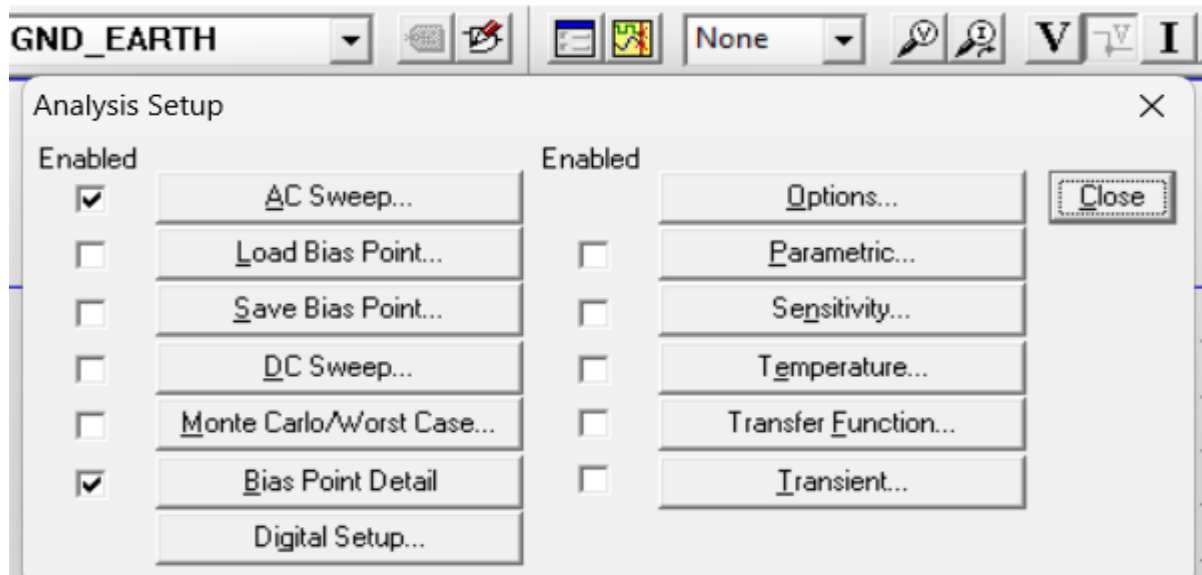 GND_EARTH None V I
Analysis Setup
Enabled Enabled
AC Sweep... Options... Close
Load Bias Point... Parametric...
Save Bias Point... Sensitivity...
DC Sweep... Temperature...
Monte Carlo/Worst Case... Transfer Function...
Bias Point Detail Transient...
Digital Setup...